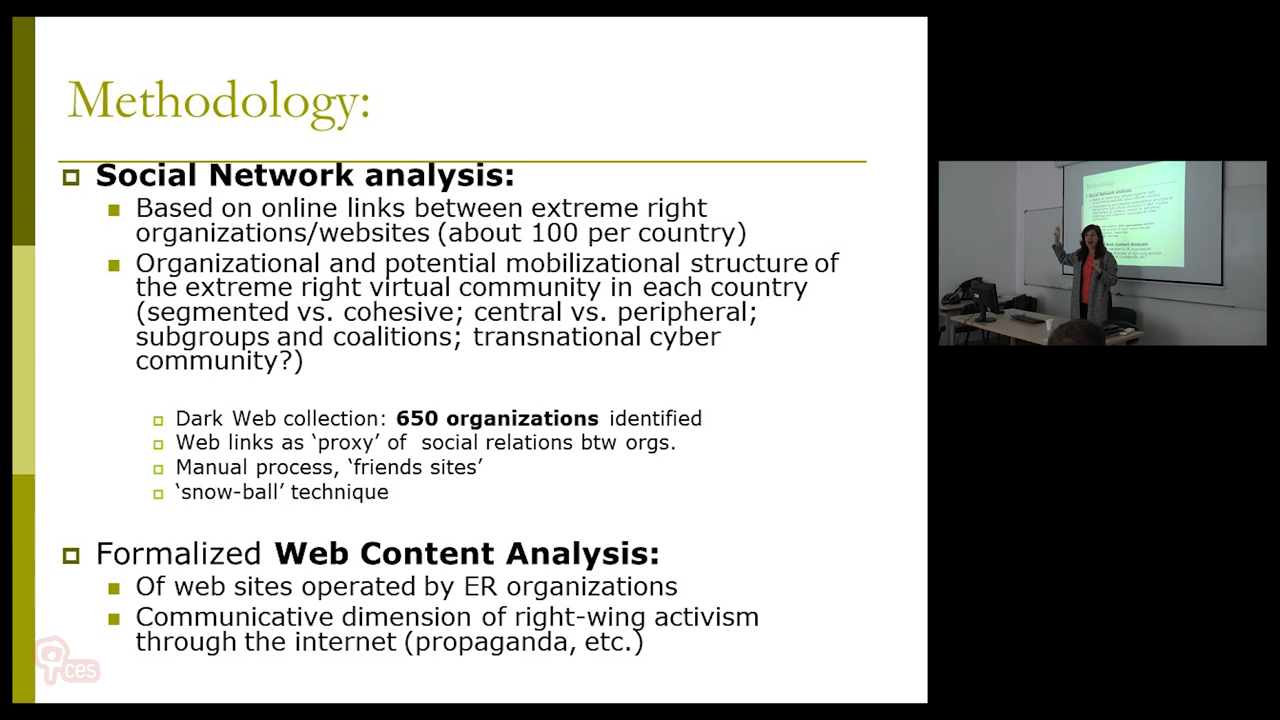 Methodology:
Social Network analysis:
Based on online links between extreme right
organizations/websites (about 100 per country)
Organizational and potential mobilizational structure of
the extreme right virtual community in each country
(segmented vs. cohesive; central vs. peripheral;
subgroups and coalitions; transnational cyber
community?)
Dark Web collection: 650 organizations identified
Web links as ‘proxy’ of social relations btw orgs.
Manual process, ‘friends sites’
‘snow-ball’ technique
Formalized Web Content Analysis:
Of web sites operated by ER organizations
Communicative dimension of right-wing activism
through the internet (propaganda, etc.)
ces